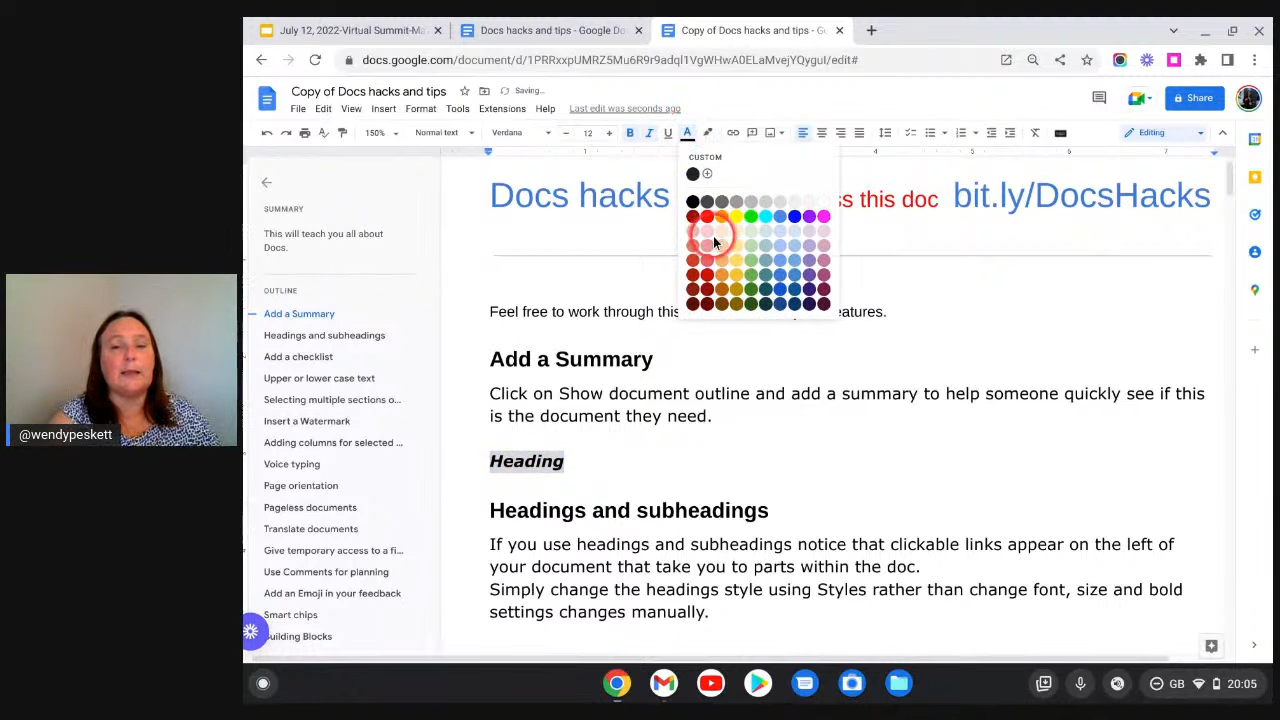 July 12, 2022-Virtual Summit-Ma
Docs hacks and tips - Google Do
Copy of Docs hacks and tips - G
docs.google.com/document/d/1PRRxxpUMRZ5Mu6R9r9adql1VgWHwA0ELaMvejYQyguI/edit#
Copy of Docs hacks and tips
Saving...
File Edit View Insert Format Tools Extensions Help Last edit was seconds ago
Share
150% Normal text Verdana 12 B I U A Editing
CUSTOM
1 4 5 6 7
Docs hacks
ss this doc
bit.ly/DocsHacks
SUMMARY
This will teach you all about
Docs.
OUTLINE
Add a Summary
Headings and subheadings
Add a checklist
Upper or lower case text
Selecting multiple sections o...
Insert a Watermark
Adding columns for selected ...
Voice typing
Page orientation
Pageless documents
Translate documents
Give temporary access to a fi...
Use Comments for planning
Add an Emoji in your feedback
Smart chips
Building Blocks
Feel free to work through this
eatures.
Add a Summary
Click on Show document outline and add a summary to help someone quickly see if this
is the document they need.
Heading
Headings and subheadings
If you use headings and subheadings notice that clickable links appear on the left of
your document that take you to parts within the doc.
Simply change the headings style using Styles rather than change font, size and bold
settings changes manually.
@wendypeskett
GB 20:05